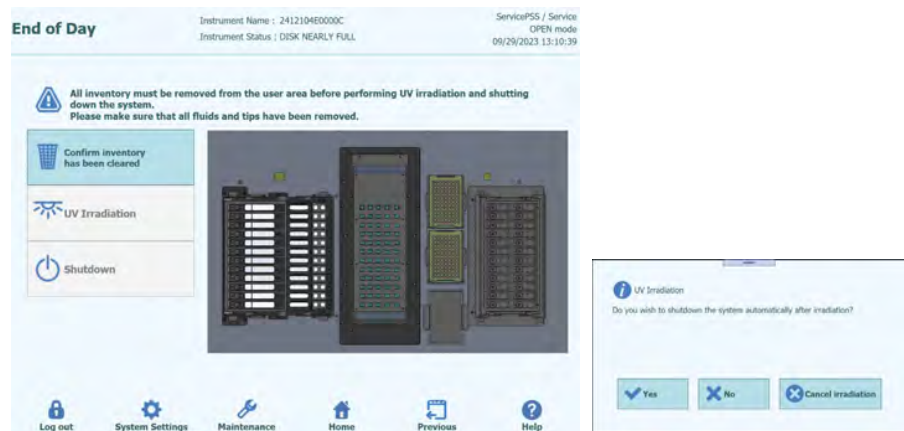 End of Day
Instrument Name : 2412104E0000C
Instrument Status : DISK NEARLY FULL
ServicePSS / Service
OPEN mode
09/29/2023 13:10:39
All inventory must be removed from the user area before performing UV irradiation and shutting
down the system.
Please make sure that all fluids and tips have been removed.
Confirm inventory
has been cleared
UV Irradiation
Shutdown
Log out
System Settings
Maintenance
Home
Previous
Help
UV Irradiation
Do you wish to shutdown the system automatically after irradiation?
Yes
No
Cancel irradiation